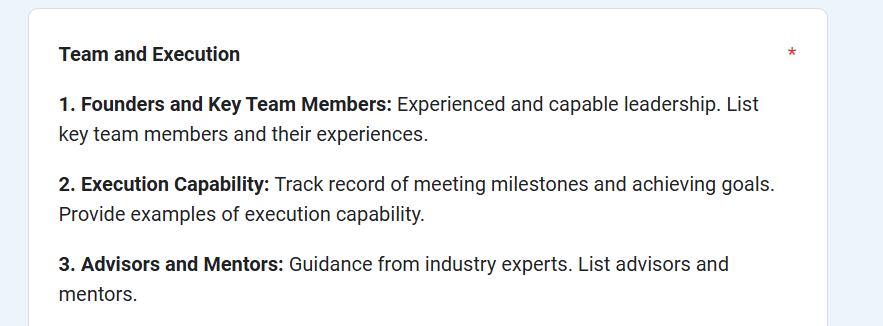 Team and Execution *
1. Founders and Key Team Members: Experienced and capable leadership. List
key team members and their experiences.
2. Execution Capability: Track record of meeting milestones and achieving goals.
Provide examples of execution capability.
3. Advisors and Mentors: Guidance from industry experts. List advisors and
mentors.